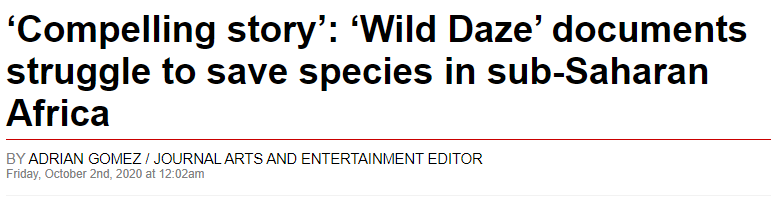 ‘Compelling story’: ‘Wild Daze’ documents
struggle to save species in sub-Saharan
Africa
BY ADRIAN GOMEZ / JOURNAL ARTS AND ENTERTAINMENT EDITOR
Friday, October 2nd, 2020 at 12:02am